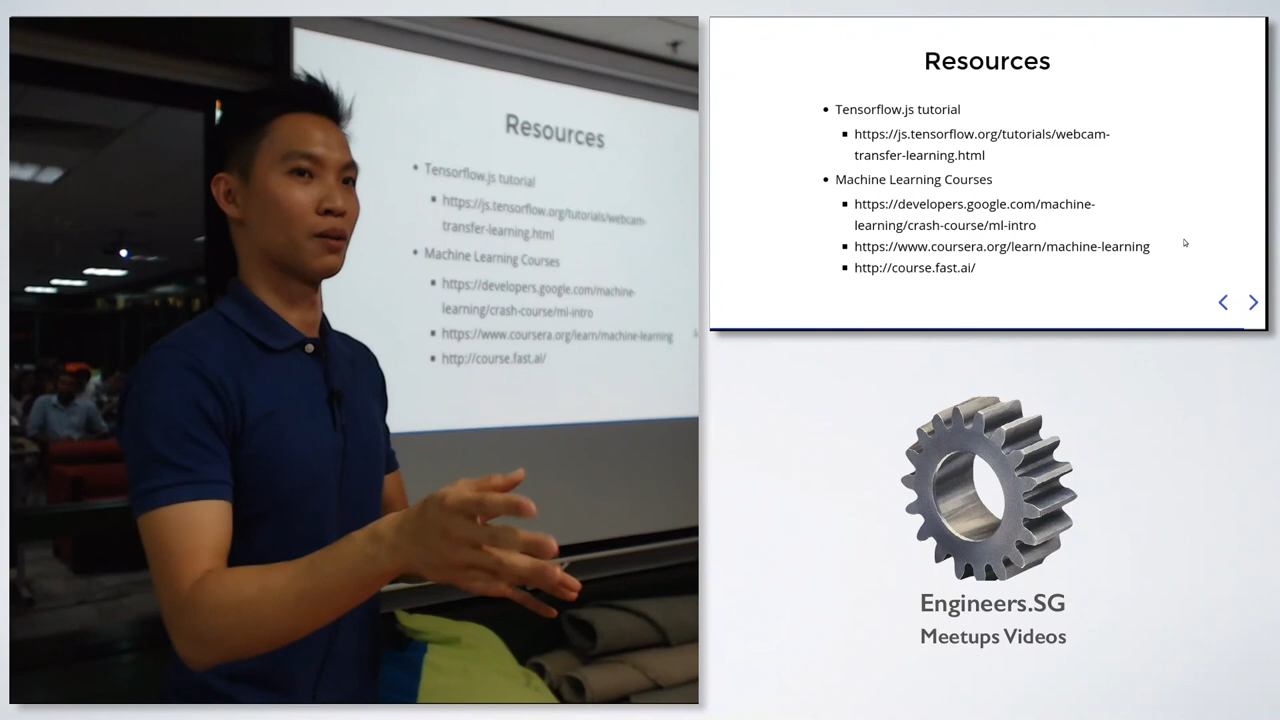 Resources
• Tensorflow.js tutorial
▪ https://js.tensorflow.org/tutorials/webcam-
transfer-learning.html
• Machine Learning Courses
▪ https://developers.google.com/machine-
learning/crash-course/ml-intro
▪ https://www.coursera.org/learn/machine-learning
▪ http://course.fast.ai/
Resources
• Tensorflow.js tutorial
▪ https://js.tensorflow.org/tutorials/webcam-
transfer-learning.html
• Machine Learning Courses
▪ https://developers.google.com/machine-
learning/crash-course/ml-intro
▪ https://www.coursera.org/learn/machine-learning
▪ http://course.fast.ai/
Engineers.SG
Meetups Videos